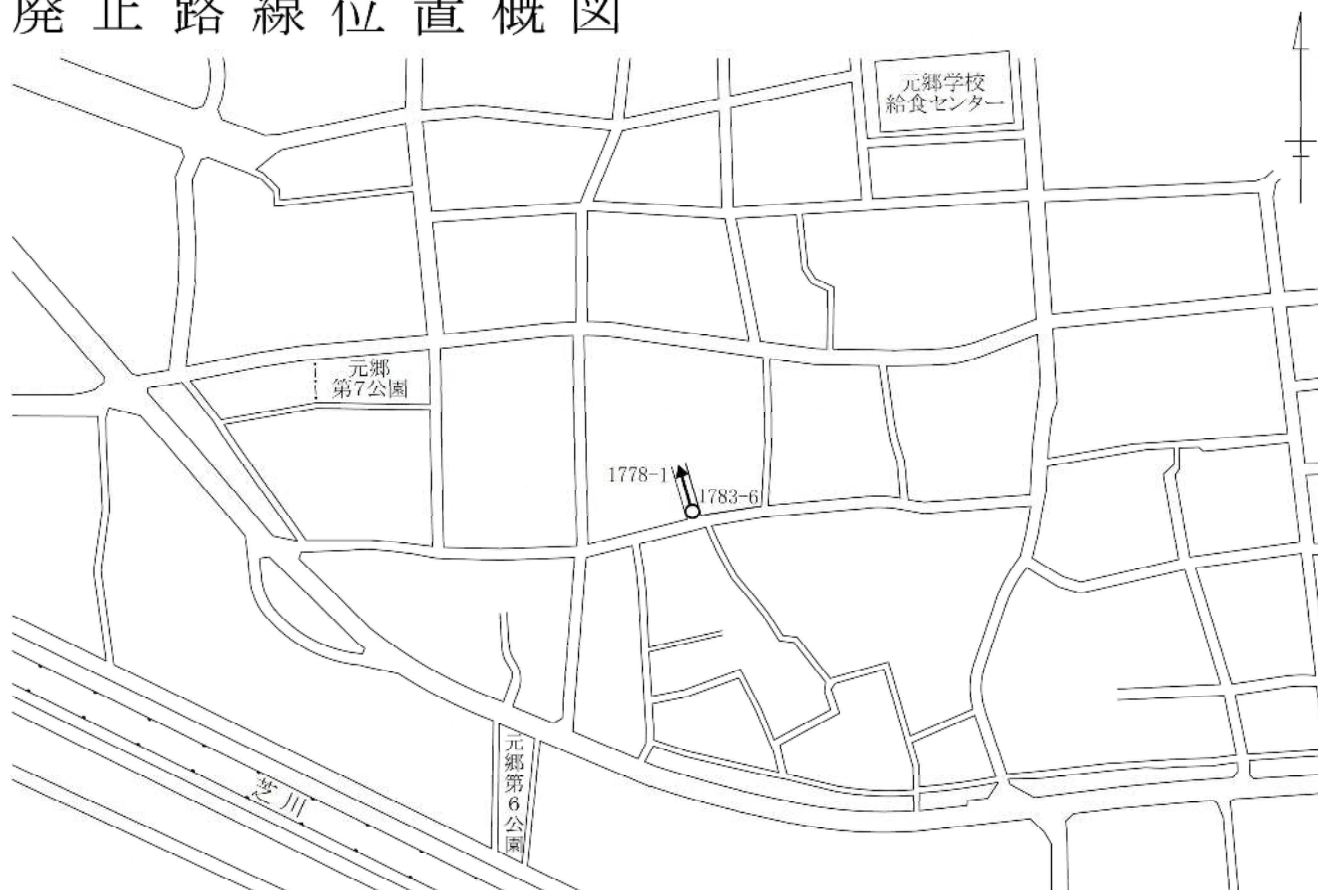 廃止路線位置概図
元郷学校
給食センター
元郷
第7公園
1778-1
1783-6
元郷第6公園
芝川